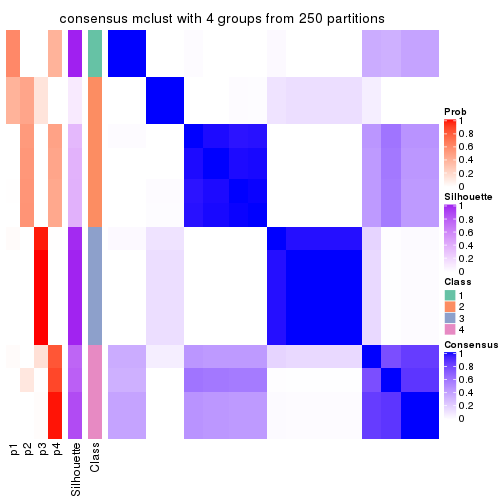 consensus mclust with 4 groups from 250 partitions
Prob
1
0.8
0.6
0.4
0.2
0
Silhouette
1
0.8
0.6
0.4
0.2
0
Class
1
2
3
4
Consensus
1
0.8
0.6
0.4
0.2
0
p1
p2
p3
p4
Silhouette
Class